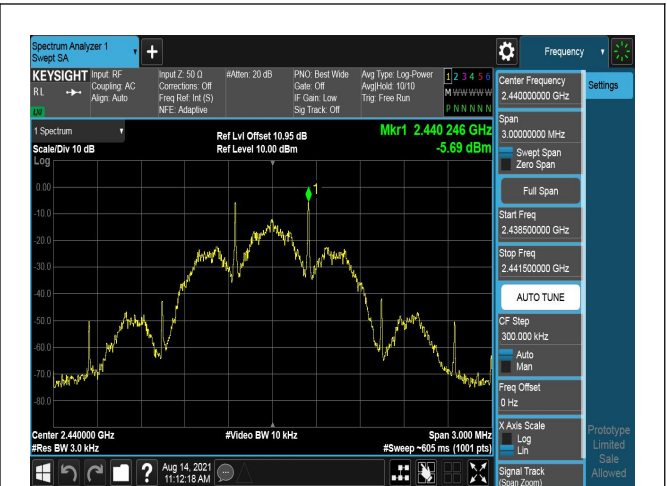 Spectrum Analyzer 1
Swept SA
+
Frequency
KEYSIGHT
RL
Input: RF
Coupling: AC
Align: Auto
Input Z: 50 Ω
Corrections: Off
Freq Ref: Int (S)
NFE: Adaptive
#Atten: 20 dB
PNO: Best Wide
Gate: Off
IF Gain: Low
Sig Track: Off
Avg Type: Log-Power
Avg|Hold: 10/10
Trig: Free Run
1 2 3 4 5 6
M W W W W W
P N N N N N
1 Spectrum
Scale/Div 10 dB
Ref Lvl Offset 10.95 dB
Ref Level 10.00 dBm
Mkr1 2.440 246 GHz
-5.69 dBm
Log
1
0.00
-10.0
-20.0
-30.0
-40.0
-50.0
-60.0
-70.0
-80.0
Center 2.440000 GHz
#Res BW 3.0 kHz
#Video BW 10 kHz
Span 3.000 MHz
#Sweep ~605 ms (1001 pts)
Aug 14, 2021
11:12:18 AM
?
Center Frequency
2.440000000 GHz
Span
3.00000000 MHz
Swept Span
Zero Span
Full Span
Start Freq
2.438500000 GHz
Stop Freq
2.441500000 GHz
AUTO TUNE
CF Step
300.000 kHz
Auto
Man
Freq Offset
0 Hz
X Axis Scale
Log
Lin
Signal Track
(Span Zoom)
Settings
Prototype
Limited
Sale
Allowed